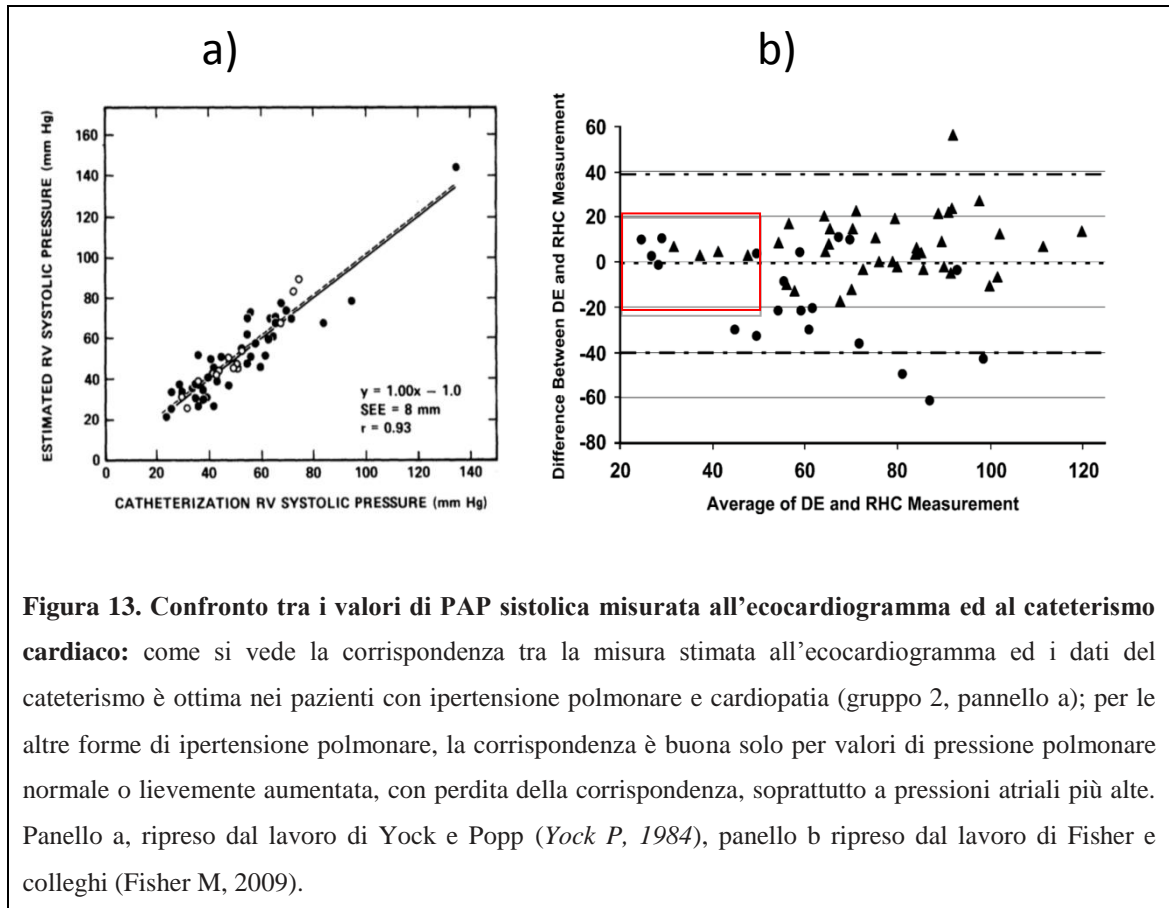 a)
b)
ESTIMATED RV SYSTOLIC PRESSURE (mm Hg)
160
140
120
100
80
60
40
20
0
y = 1.00x − 1.0
SEE = 8 mm
r = 0.93
0 20 40 60 80 100 120 140
CATHETERIZATION RV SYSTOLIC PRESSURE (mm Hg)
Difference Between DE and RHC Measurement
60
40
20
0
-20
-40
-60
-80
20 40 60 80 100 120
Average of DE and RHC Measurement
Figura 13. Confronto tra i valori di PAP sistolica misurata all’ecocardiogramma ed al cateterismo
cardiaco: come si vede la corrispondenza tra la misura stimata all’ecocardiogramma ed i dati del
cateterismo è ottima nei pazienti con ipertensione polmonare e cardiopatia (gruppo 2, pannello a); per le
altre forme di ipertensione polmonare, la corrispondenza è buona solo per valori di pressione polmonare
normale o lievemente aumentata, con perdita della corrispondenza, soprattutto a pressioni atriali più alte.
Panello a, ripreso dal lavoro di Yock e Popp (Yock P, 1984), panello b ripreso dal lavoro di Fisher e
colleghi (Fisher M, 2009).